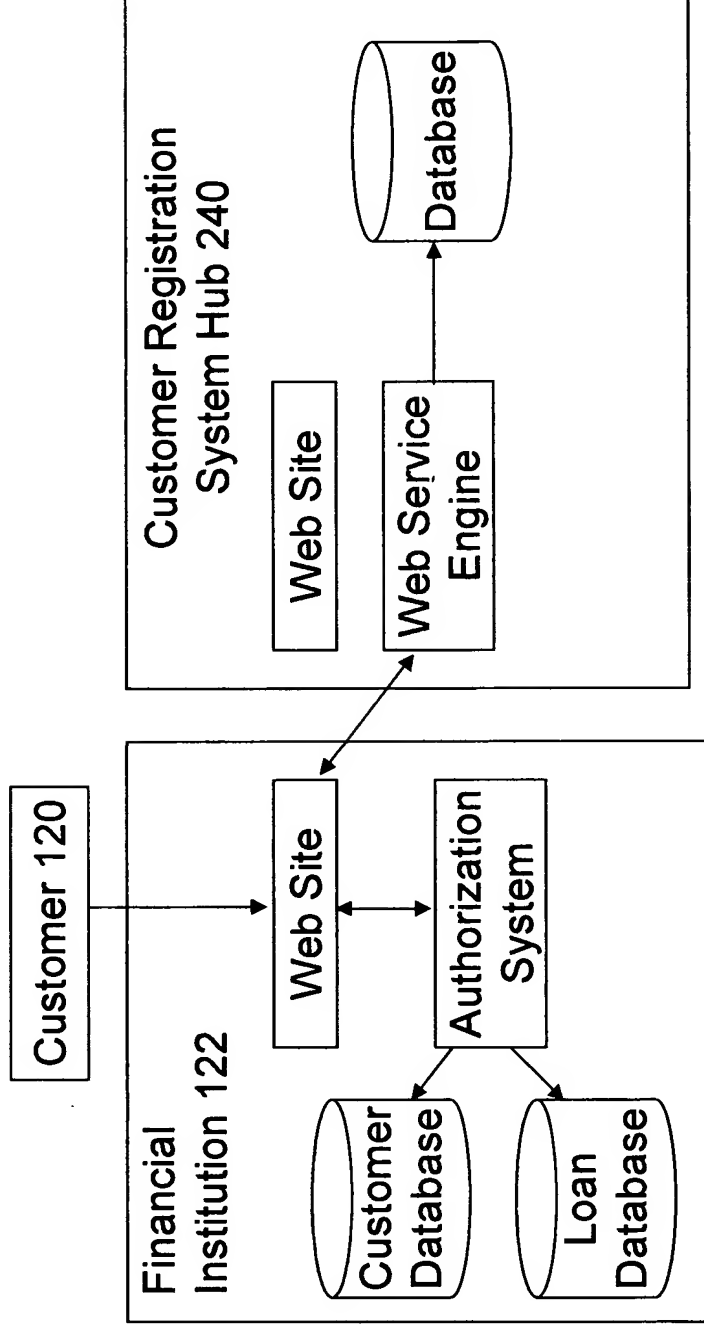 Customer 120
Financial
Institution 122
Web Site
Customer
Database
Authorization
System
Loan
Database
Customer Registration
System Hub 240
Web Site
Web Service
Engine
Database